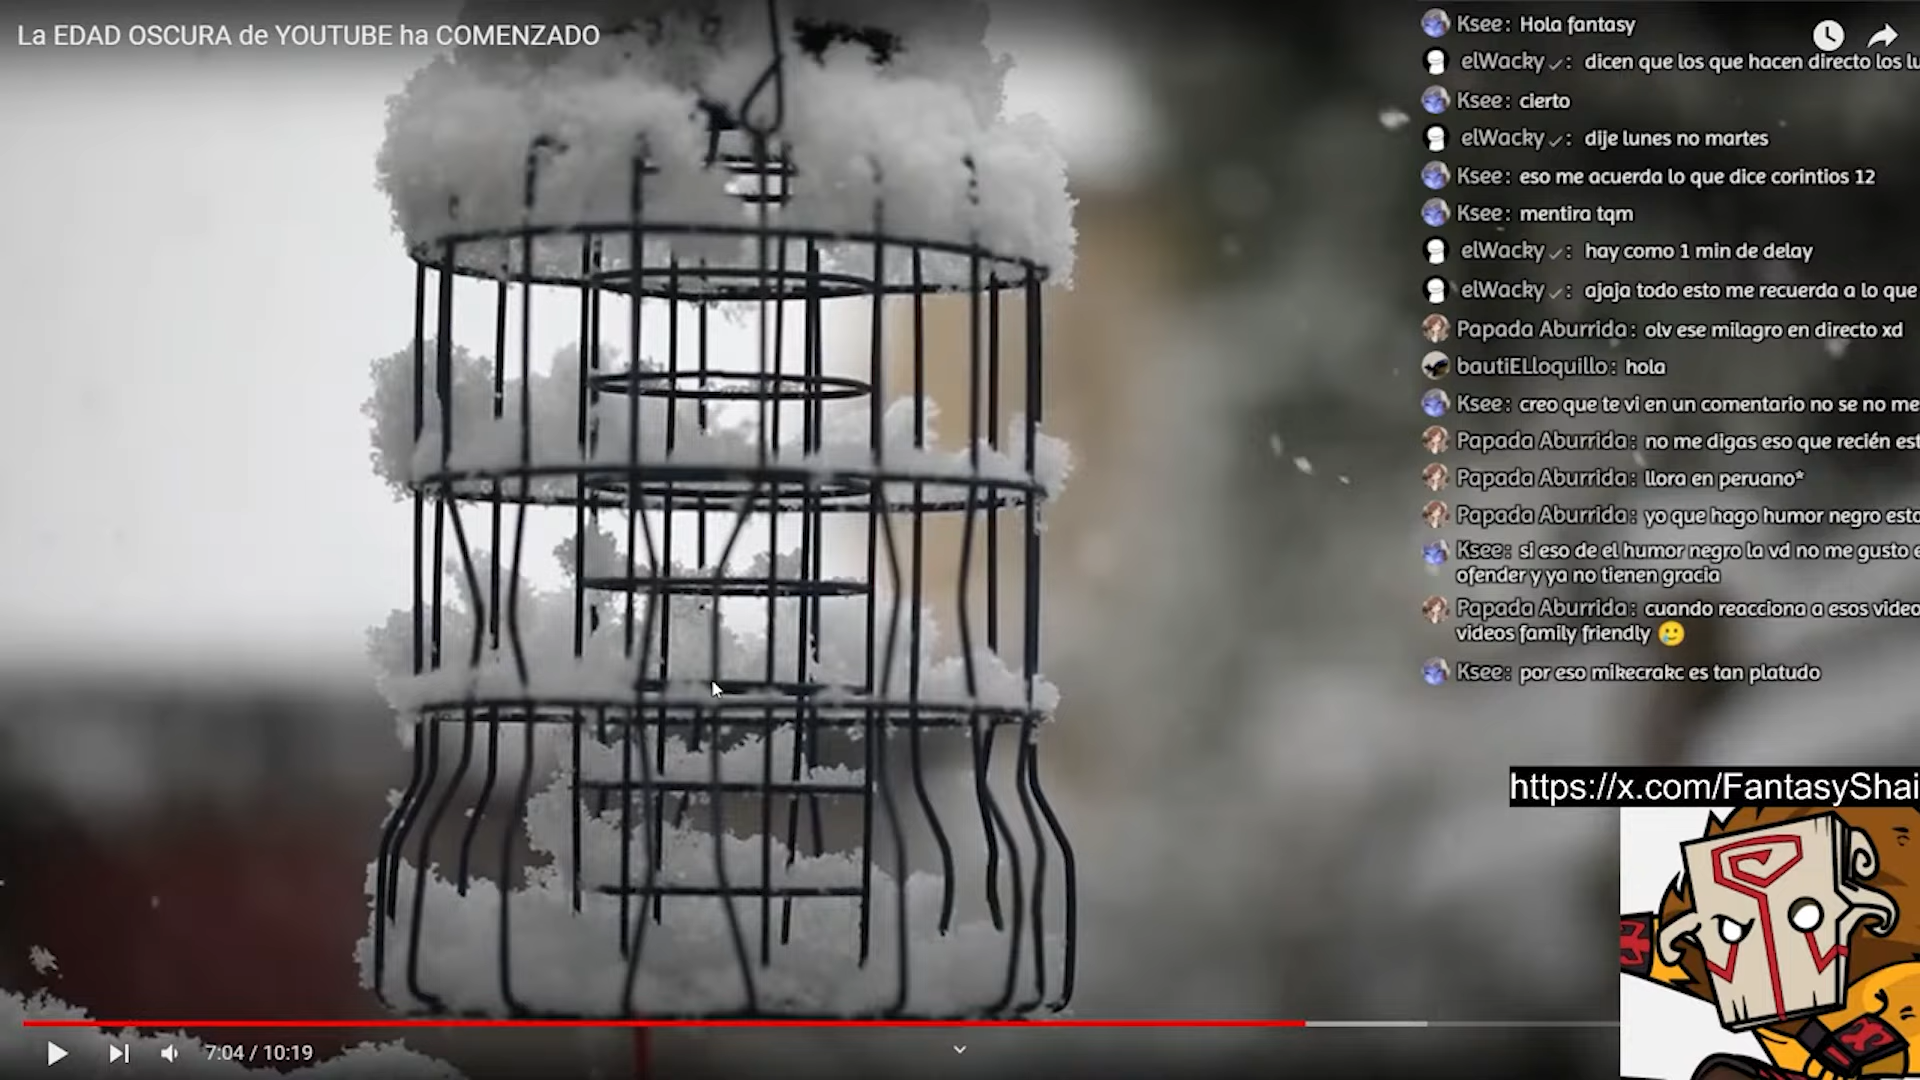 La EDAD OSCURA de YOUTUBE ha COMENZADO
Ksee: Hola fantasy
elWacky ✓: dicen que los que hacen directo los lu
Ksee: cierto
elWacky ✓: dije lunes no martes
Ksee: eso me acuerda lo que dice corintios 12
Ksee: mentira tqm
elWacky ✓: hay como 1 min de delay
elWacky ✓: ajaja todo esto me recuerda a lo que
Papada Aburrida: olv ese milagro en directo xd
bautiELloquillo: hola
Ksee: creo que te vi en un comentario no se no me
Papada Aburrida: no me digas eso que recién est
Papada Aburrida: llora en peruano*
Papada Aburrida: yo que hago humor negro esto
Ksee: si eso de el humor negro la vd no me gusto e
ofender y ya no tienen gracia
Papada Aburrida: cuando reacciona a esos video
videos family friendly 🥲
Ksee: por eso mikecrakc es tan platudo
https://x.com/FantasyShai
7:04 / 10:19